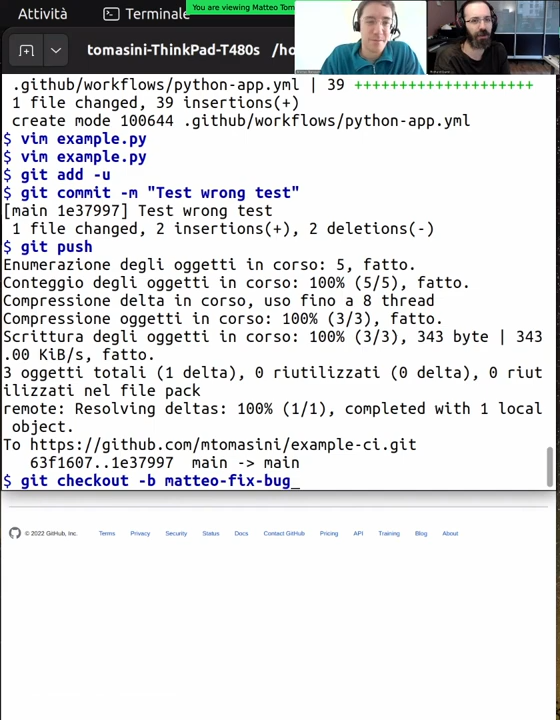 Attività
Terminale
You are viewing Matteo Tom
tomasini-ThinkPad-T480s /ho
.github/workflows/python-app.yml | 39 +++++++++++++++++++
1 file changed, 39 insertions(+)
create mode 100644 .github/workflows/python-app.yml
$ vim example.py
$ vim example.py
$ git add -u
$ git commit -m "Test wrong test"
[main 1e37997] Test wrong test
1 file changed, 2 insertions(+), 2 deletions(-)
$ git push
Enumerazione degli oggetti in corso: 5, fatto.
Conteggio degli oggetti in corso: 100% (5/5), fatto.
Compressione delta in corso, uso fino a 8 thread
Compressione oggetti in corso: 100% (3/3), fatto.
Scrittura degli oggetti in corso: 100% (3/3), 343 byte | 343
.00 KiB/s, fatto.
3 oggetti totali (1 delta), 0 riutilizzati (0 delta), 0 riut
ilizzati nel file pack
remote: Resolving deltas: 100% (1/1), completed with 1 local
object.
To https://github.com/mtomasini/example-ci.git
63f1607..1e37997 main -> main
$ git checkout -b matteo-fix-bug_
© 2022 GitHub, Inc. Terms Privacy Security Status Docs Contact GitHub Pricing API Training Blog About